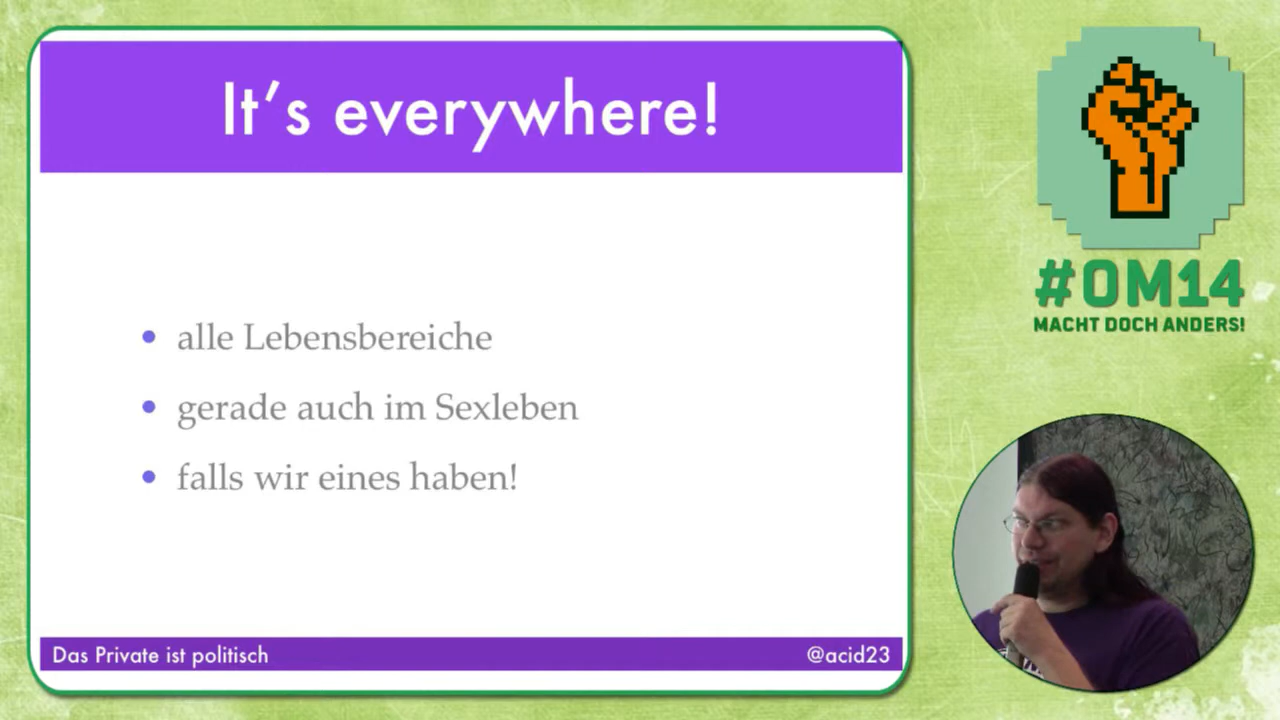 It’s everywhere!
alle Lebensbereiche
gerade auch im Sexleben
falls wir eines haben!
Das Private ist politisch
@acid23
#OM14
MACHT DOCH ANDERS!